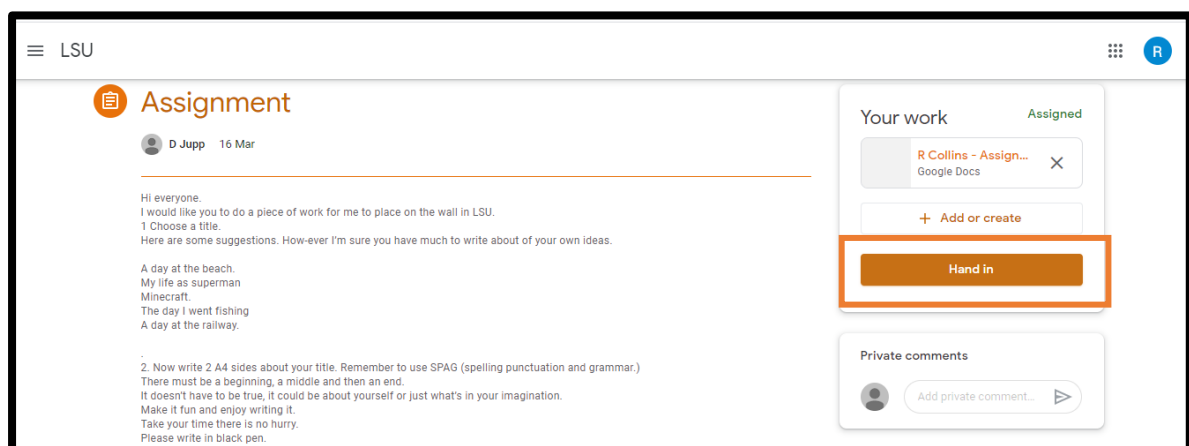 LSU
R
Assignment
D Jupp 16 Mar
Hi everyone.
I would like you to do a piece of work for me to place on the wall in LSU.
1 Choose a title.
Here are some suggestions. How-ever I'm sure you have much to write about of your own ideas.
A day at the beach.
My life as superman
Minecraft.
The day I went fishing
A day at the railway.
.
2. Now write 2 A4 sides about your title. Remember to use SPAG (spelling punctuation and grammar.)
There must be a beginning, a middle and then an end.
It doesn't have to be true, it could be about yourself or just what's in your imagination.
Make it fun and enjoy writing it.
Take your time there is no hurry.
Please write in black pen.
Your work Assigned
R Collins - Assign...
Google Docs
+ Add or create
Hand in
Private comments
Add private comment...